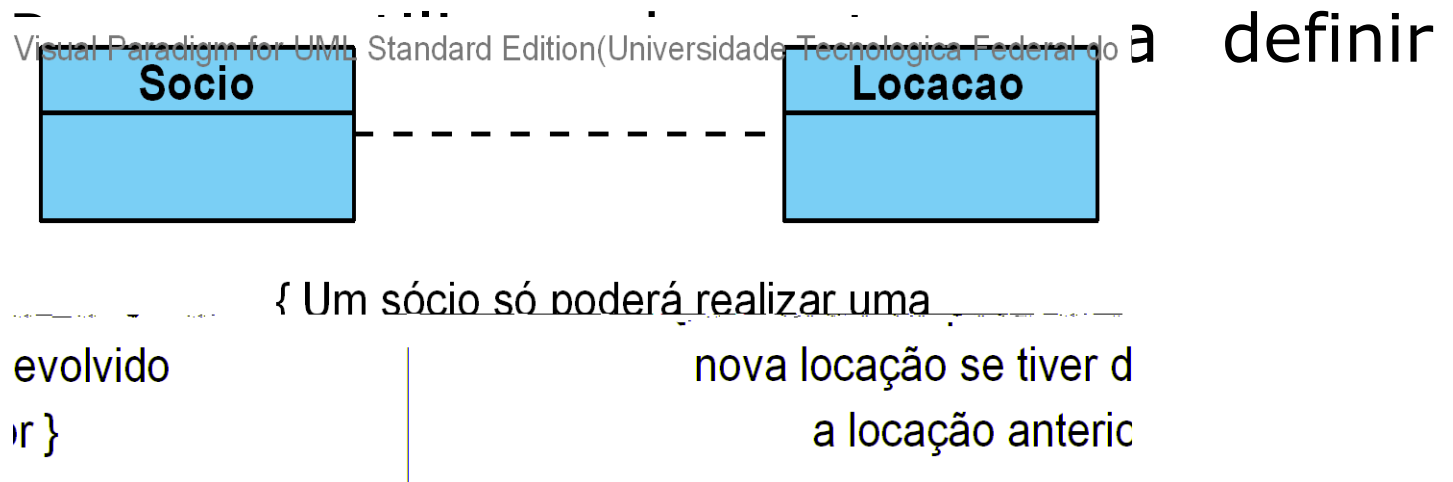 a definir
Visual Paradigm for UML Standard Edition(Universidade Tecnologica Federal do
Socio
Locacao
{ Um sócio só poderá realizar uma
evolvido nova locação se tiver d
r } a locação anterio